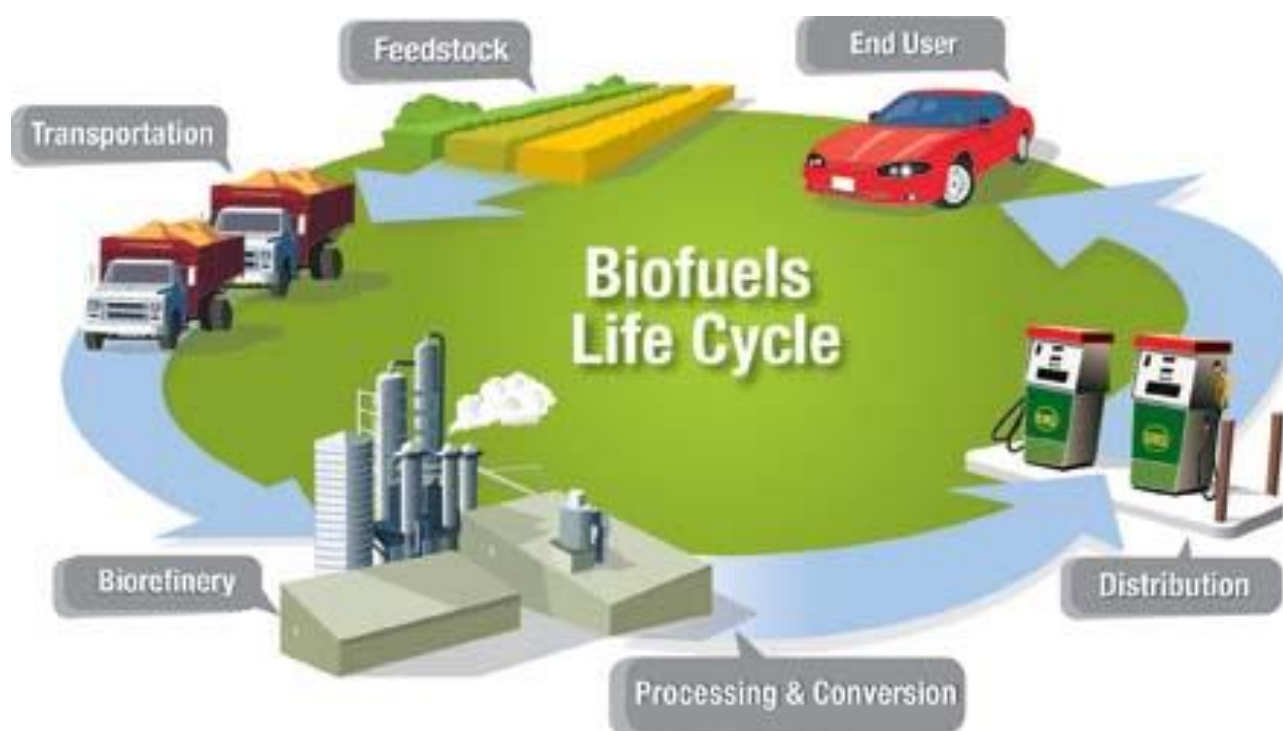 Feedstock
End User
Transportation
Biofuels
Life Cycle
Biorefinery
Distribution
Processing & Conversion